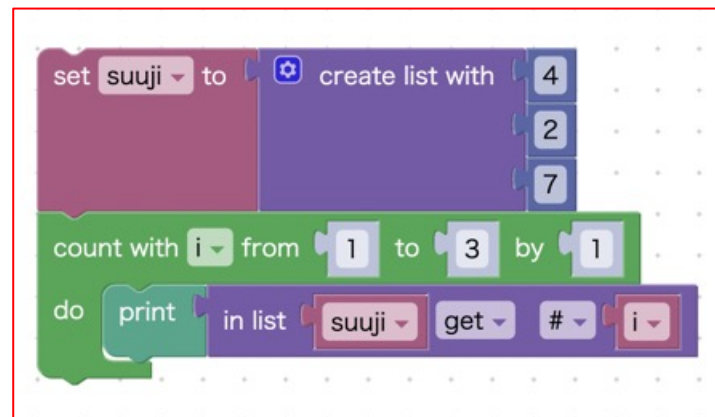 set suuji to create list with 4
2
7
count with i from 1 to 3 by 1
do print in list suuji get # i